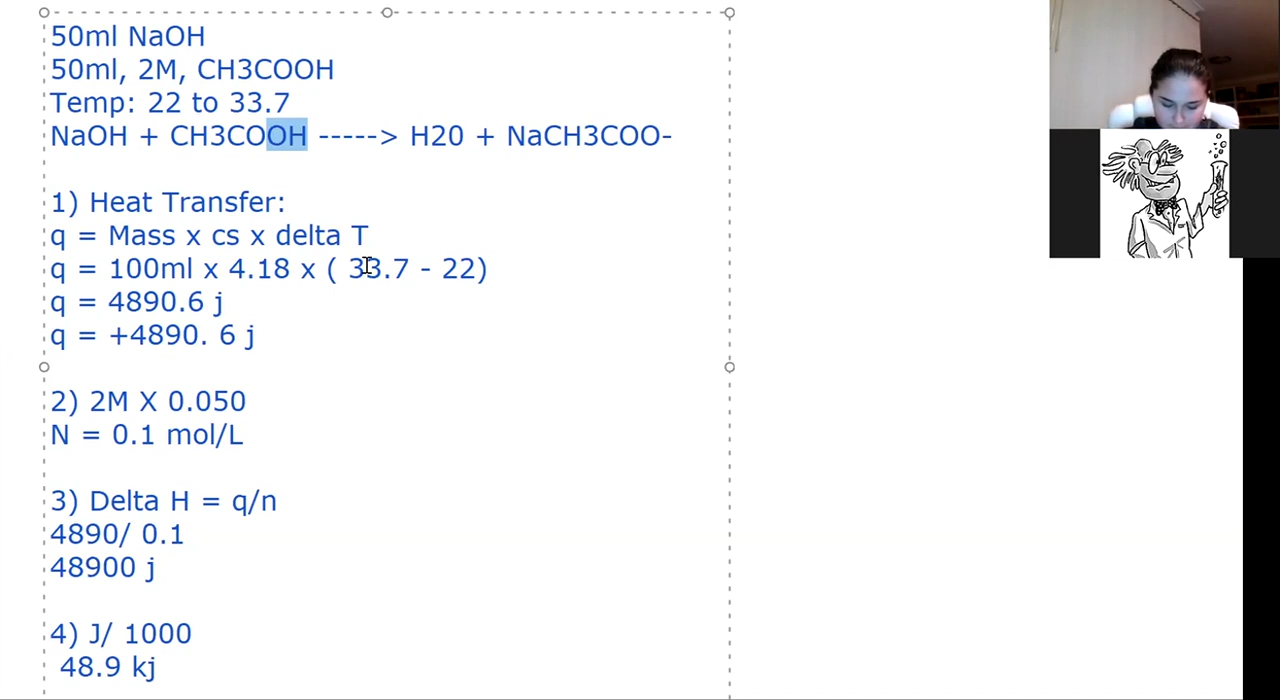 50ml NaOH
50ml, 2M, CH3COOH
Temp: 22 to 33.7
NaOH + CH3COOH -----> H20 + NaCH3COO-
1) Heat Transfer:
q = Mass x cs x delta T
q = 100ml x 4.18 x ( 33.7 - 22)
q = 4890.6 j
q = +4890. 6 j
2) 2M X 0.050
N = 0.1 mol/L
3) Delta H = q/n
4890/ 0.1
48900 j
4) J/ 1000
48.9 kj